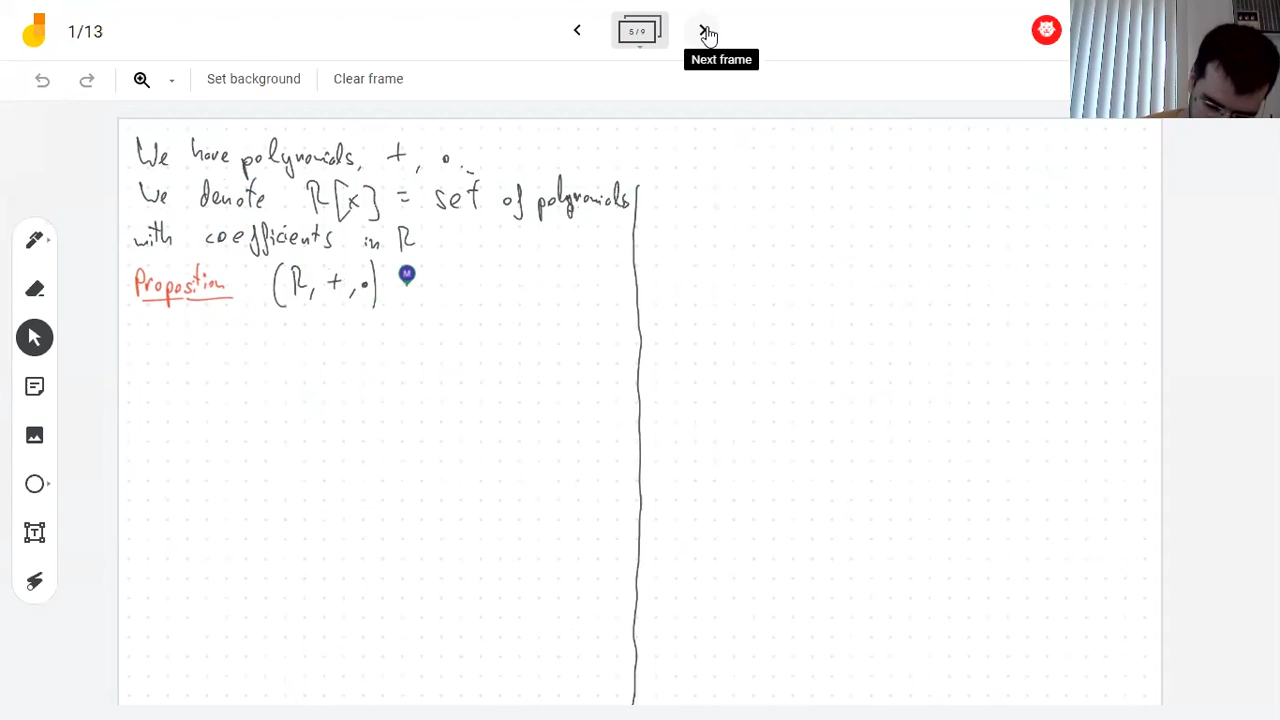 1/13
5/9
Next frame
Set background
Clear frame
We have polynomials, +, •.
We denote ℝ[x] = set of polynomials
with coefficients in ℝ
Proposition (ℝ, +, •)
M